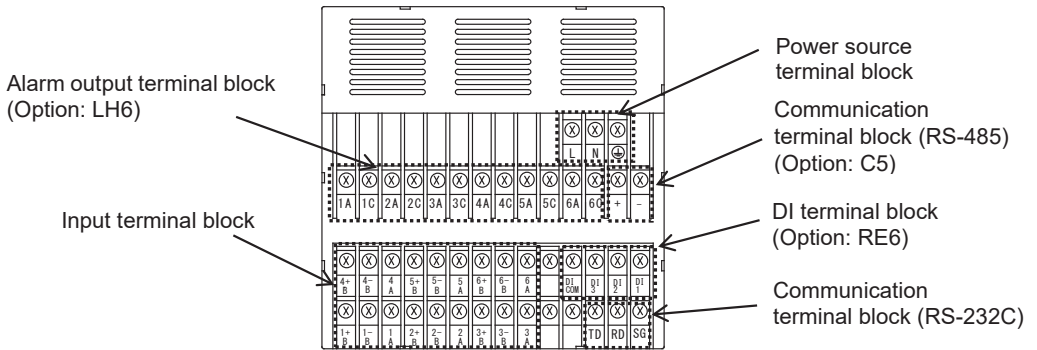 Alarm output terminal block
(Option: LH6)
Input terminal block
Power source
terminal block
Communication
terminal block (RS-485)
(Option: C5)
DI terminal block
(Option: RE6)
Communication
terminal block (RS-232C)
L N
1A 1C 2A 2C 3A 3C 4A 4C 5A 5C 6A 6C + -
4+ 4- 4 5+ 5- 5 6+ 6- 6 DI DI DI DI
B B A B B A B B A COM 3 2 1
1+ 1- 1 2+ 2- 2 3+ 3- 3 TD RD SG
B B A B B A B B A